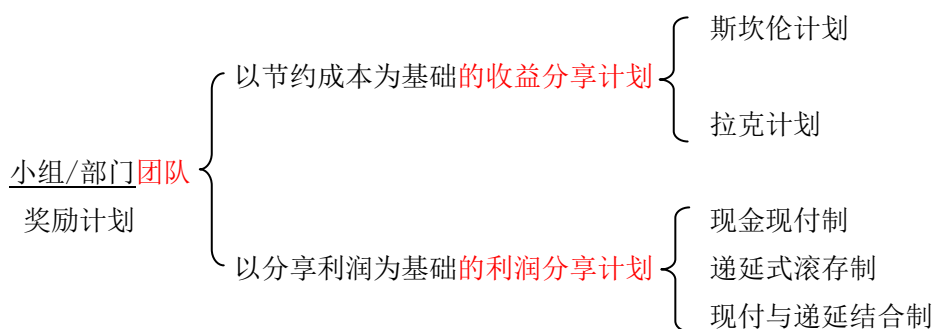 斯坎伦计划
以节约成本为基础的收益分享计划
拉克计划
小组/部门团队
奖励计划
现金现付制
以分享利润为基础的利润分享计划
递延式滚存制
现付与递延结合制